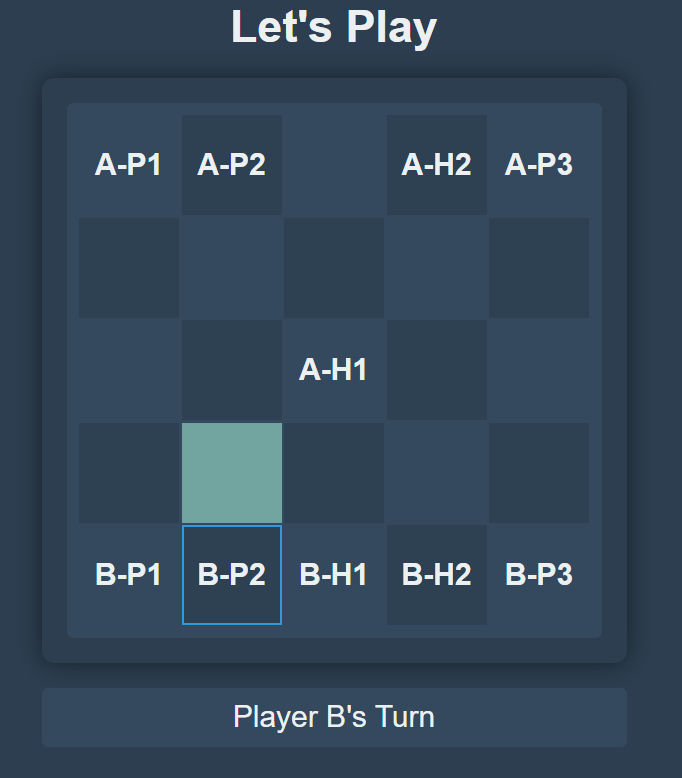 Let's Play
A-P1 A-P2 A-H2 A-P3
A-H1
B-P1 B-P2 B-H1 B-H2 B-P3
Player B's Turn